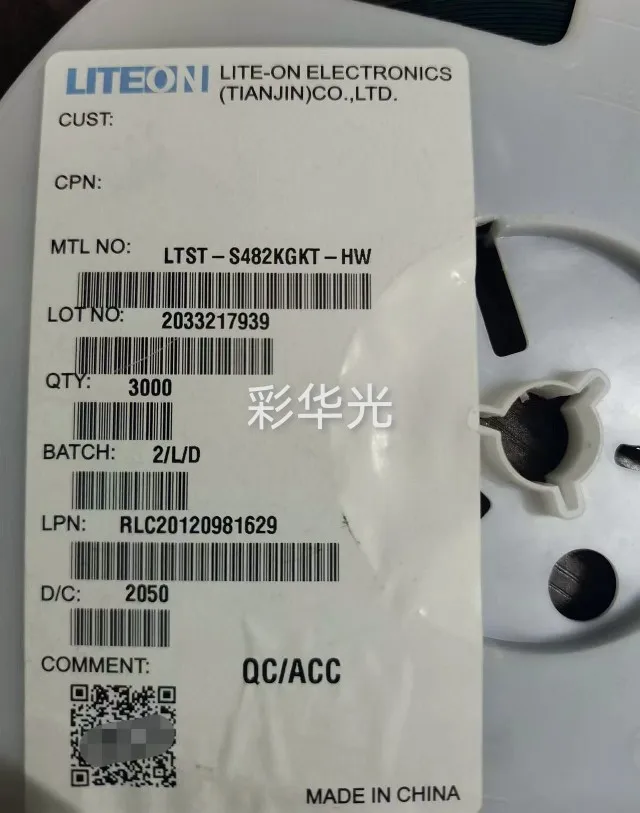 LITEON LITE-ON ELECTRONICS
(TIANJIN)CO.,LTD.
CUST:
CPN:
MTL NO: LTST-S482KGKT-HW
LOT NO: 2033217939
QTY: 3000
彩华光
BATCH: 2/L/D
LPN: RLC20120981629
D/C: 2050
COMMENT: QC/ACC
MADE IN CHINA